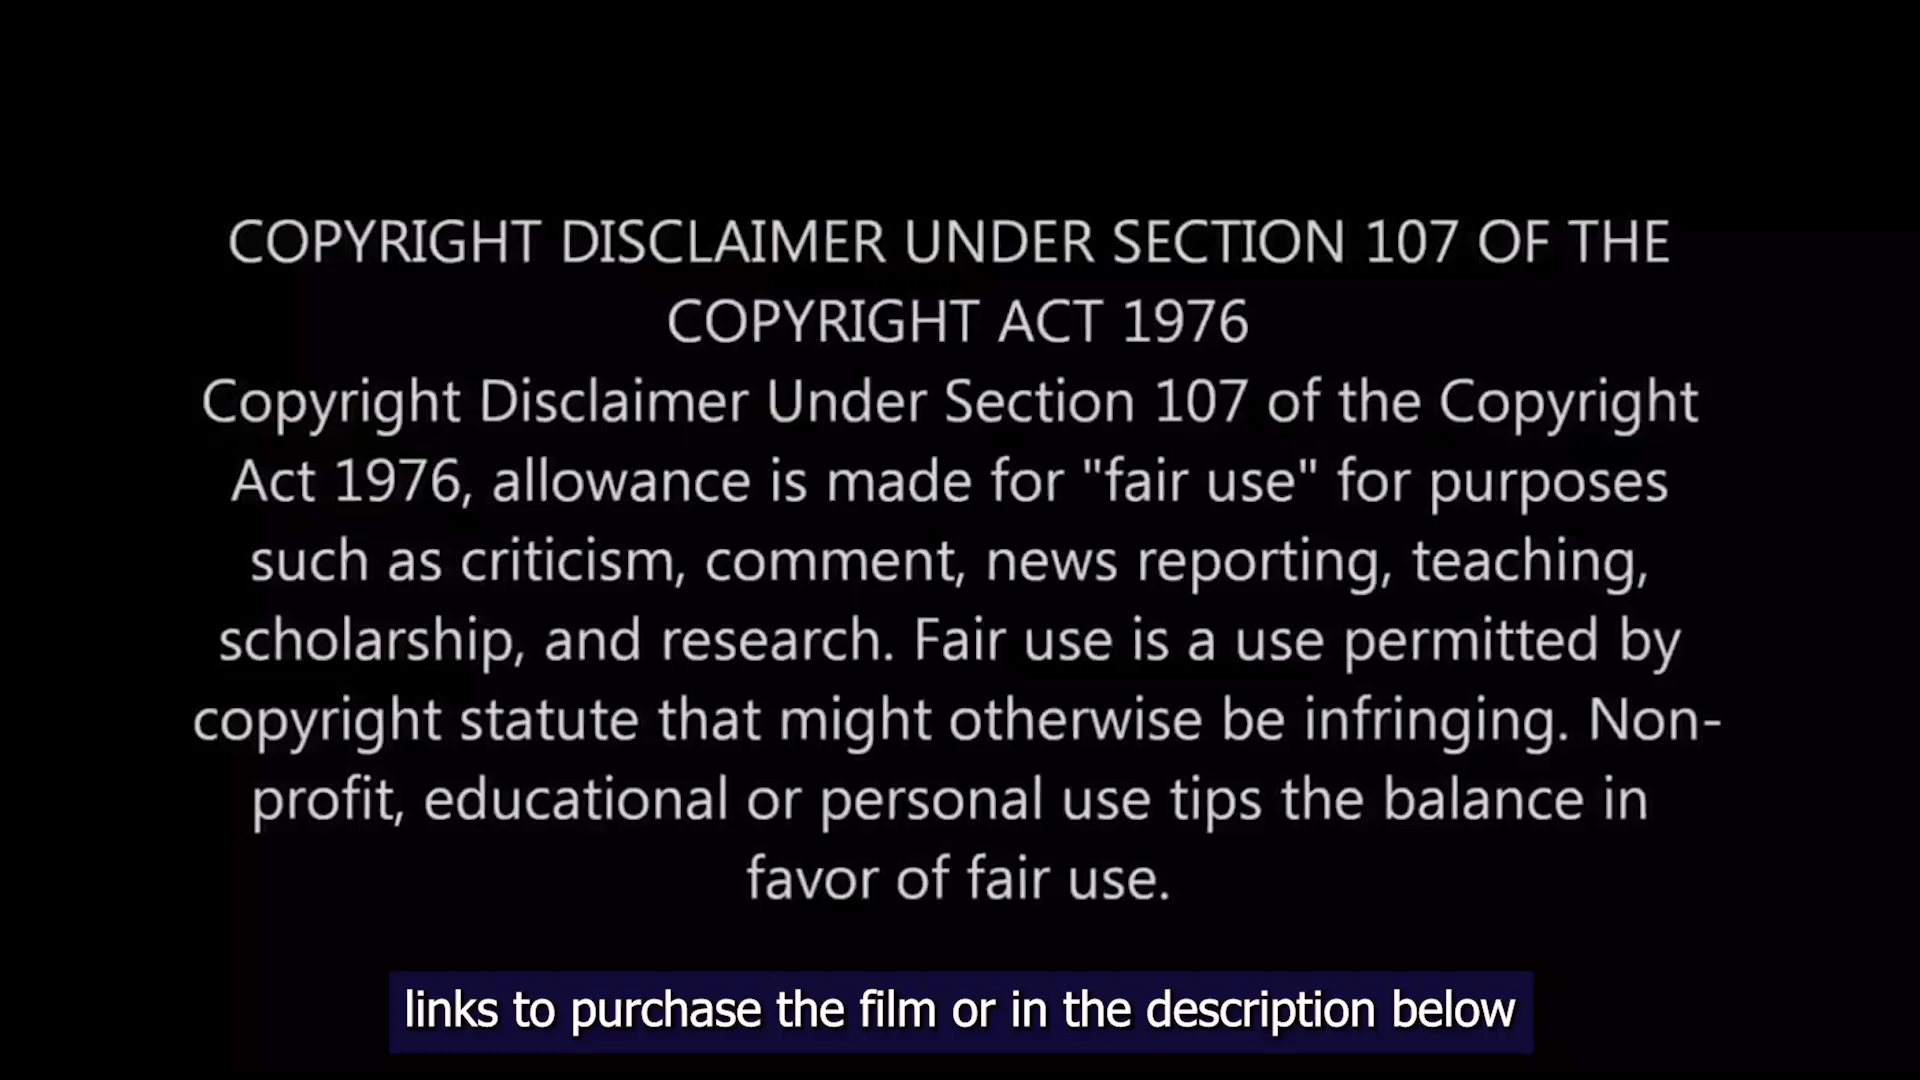 COPYRIGHT DISCLAIMER UNDER SECTION 107 OF THE
COPYRIGHT ACT 1976
Copyright Disclaimer Under Section 107 of the Copyright
Act 1976, allowance is made for "fair use" for purposes
such as criticism, comment, news reporting, teaching,
scholarship, and research. Fair use is a use permitted by
copyright statute that might otherwise be infringing. Non-
profit, educational or personal use tips the balance in
favor of fair use.
links to purchase the film or in the description below